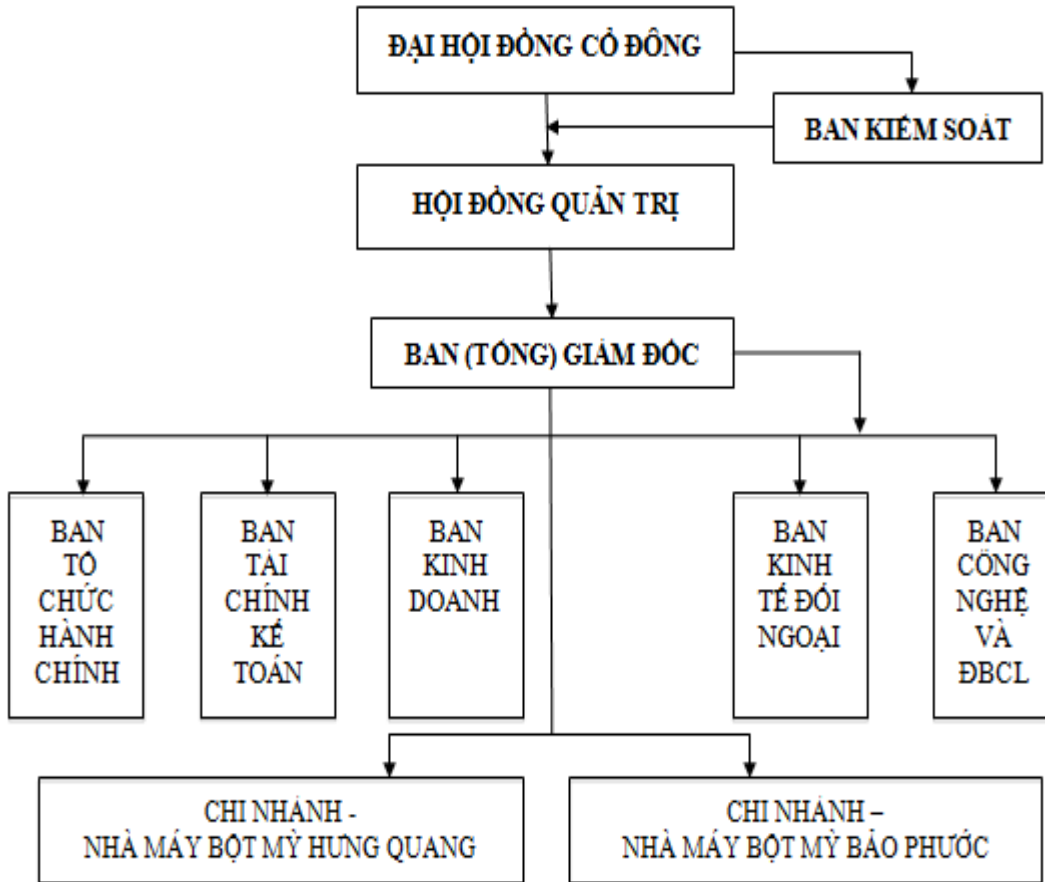 ĐẠI HỘI ĐỒNG CỔ ĐÔNG
BAN KIỂM SOÁT
HỘI ĐỒNG QUẢN TRỊ
BAN (TỔNG) GIÁM ĐỐC
BAN
TỔ
CHỨC
HÀNH
CHÍNH
BAN
TÀI
CHÍNH
KẾ
TOÁN
BAN
KINH
DOANH
BAN
KINH
TẾ ĐỐI
NGOẠI
BAN
CÔNG
NGHỆ
VÀ
ĐBCL
CHI NHÁNH -
NHÀ MÁY BỘT MỲ HƯNG QUANG
CHI NHÁNH –
NHÀ MÁY BỘT MỲ BẢO PHƯỚC